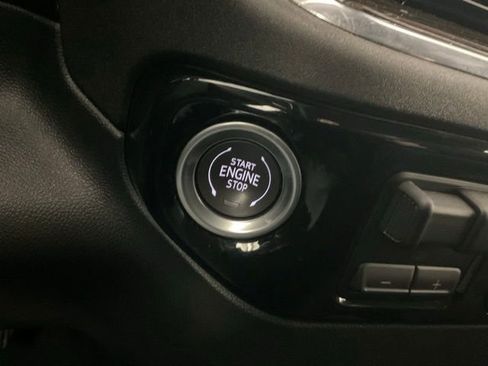 START
ENGINE
STOP
−
+